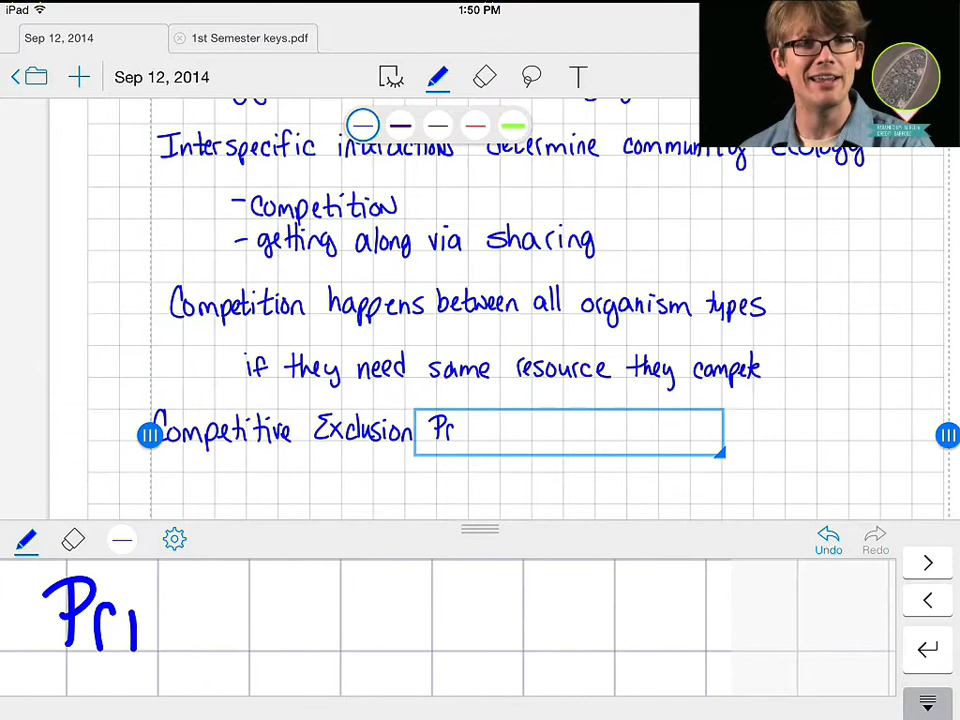 iPad 1:50 PM
Sep 12, 2014 1st Semester keys.pdf
Sep 12, 2014 T
Interspecific interactions determine community ecology
- competition
- getting along via sharing
Competition happens between all organism types
if they need same resource they compete
Competitive Exclusion Pr
Undo Redo
Pri